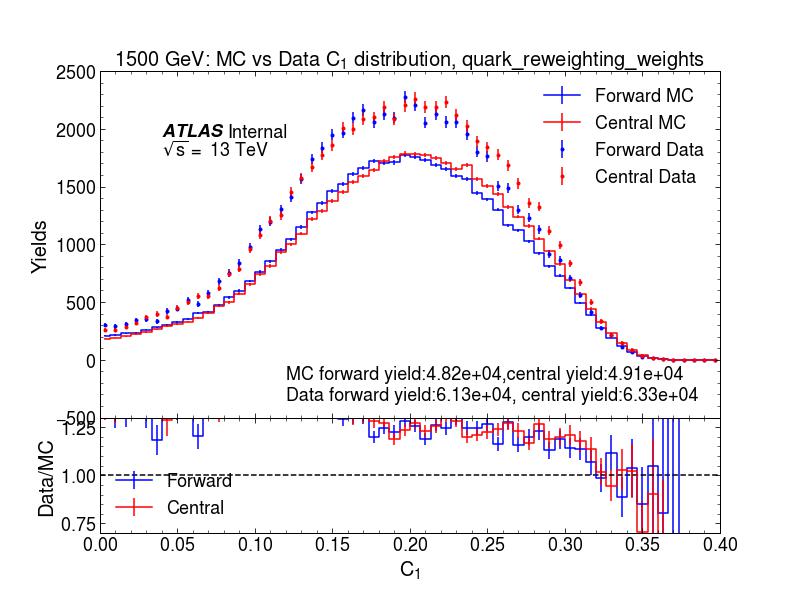 1500 GeV: MC vs Data C₁ distribution, quark_reweighting_weights
2500
2000
1500
1000
500
0
-500
Yields
ATLAS Internal
√s = 13 TeV
Forward MC
Central MC
Forward Data
Central Data
MC forward yield:4.82e+04,central yield:4.91e+04
Data forward yield:6.13e+04, central yield:6.33e+04
1.25
1.00
0.75
Data/MC
Forward
Central
0.00 0.05 0.10 0.15 0.20 0.25 0.30 0.35 0.40
C₁